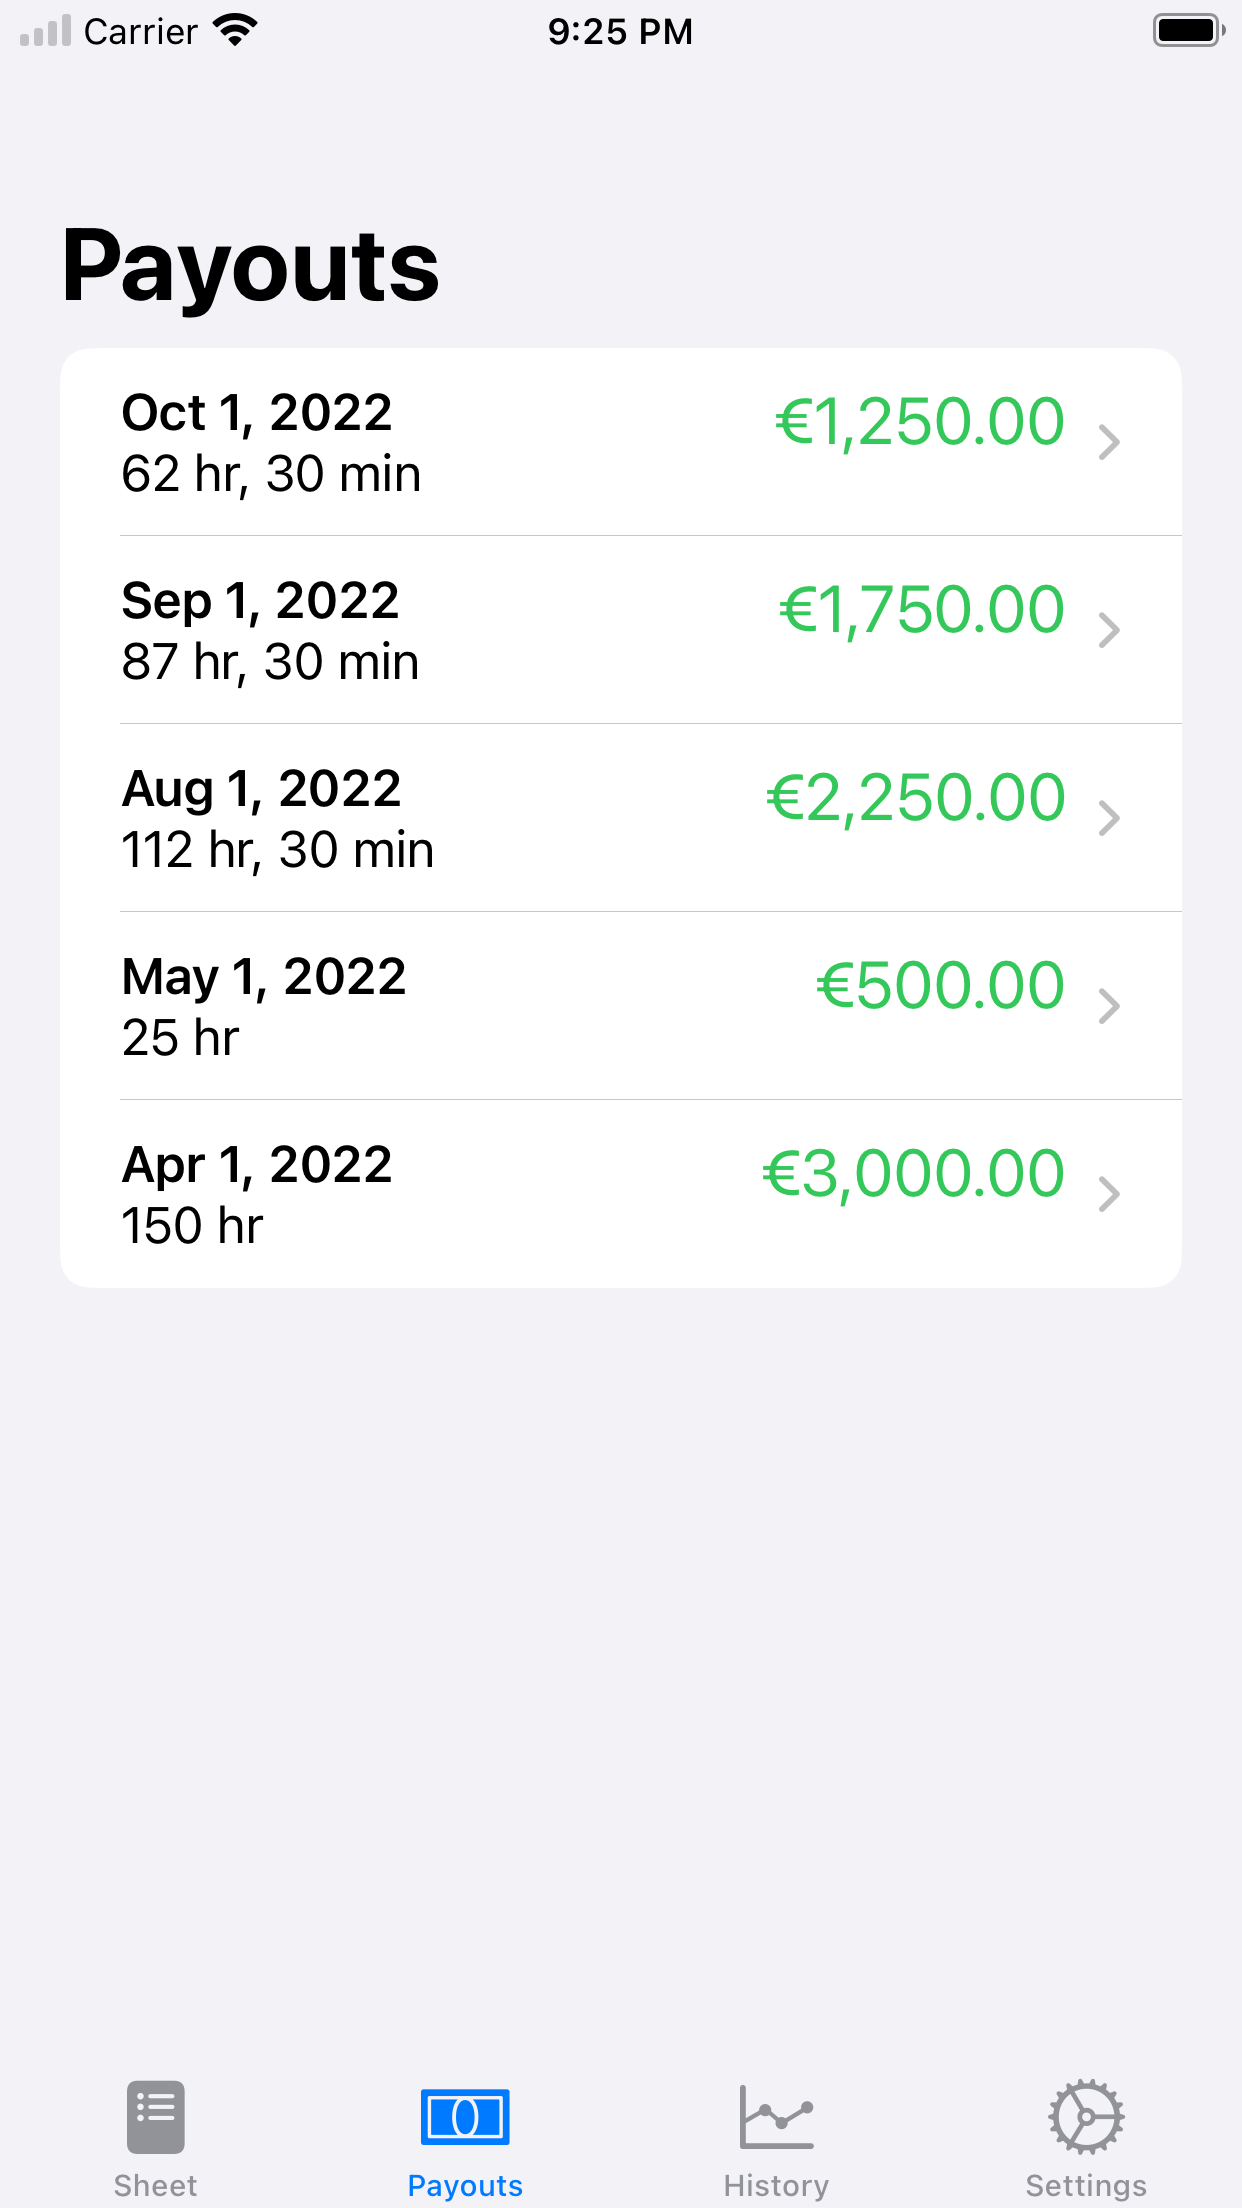 Carrier 9:25 PM
Payouts
Oct 1, 2022 €1,250.00
62 hr, 30 min
Sep 1, 2022 €1,750.00
87 hr, 30 min
Aug 1, 2022 €2,250.00
112 hr, 30 min
May 1, 2022 €500.00
25 hr
Apr 1, 2022 €3,000.00
150 hr
Sheet Payouts History Settings